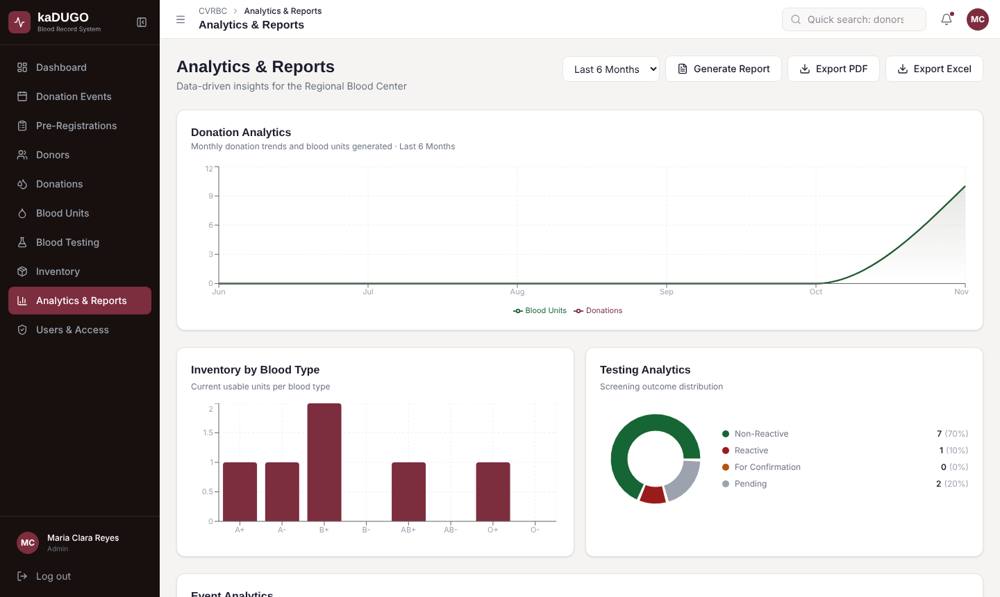 kaDUGO
Blood Record System
Dashboard
Donation Events
Pre-Registrations
Donors
Donations
Blood Units
Blood Testing
Inventory
Analytics & Reports
Users & Access
MC
Maria Clara Reyes
Admin
Log out
CVRBC > Analytics & Reports
Analytics & Reports
Quick search: donors
MC
Analytics & Reports
Data-driven insights for the Regional Blood Center
Last 6 Months
Generate Report
Export PDF
Export Excel
Donation Analytics
Monthly donation trends and blood units generated · Last 6 Months
12
9
6
3
0
Jun Jul Aug Sep Oct Nov
Blood Units Donations
Inventory by Blood Type
Current usable units per blood type
2
1.5
1
0.5
0
A+ A- B+ B- AB+ AB- O+ O-
Testing Analytics
Screening outcome distribution
Non-Reactive 7 (70%)
Reactive 1 (10%)
For Confirmation 0 (0%)
Pending 2 (20%)
Event Analytics